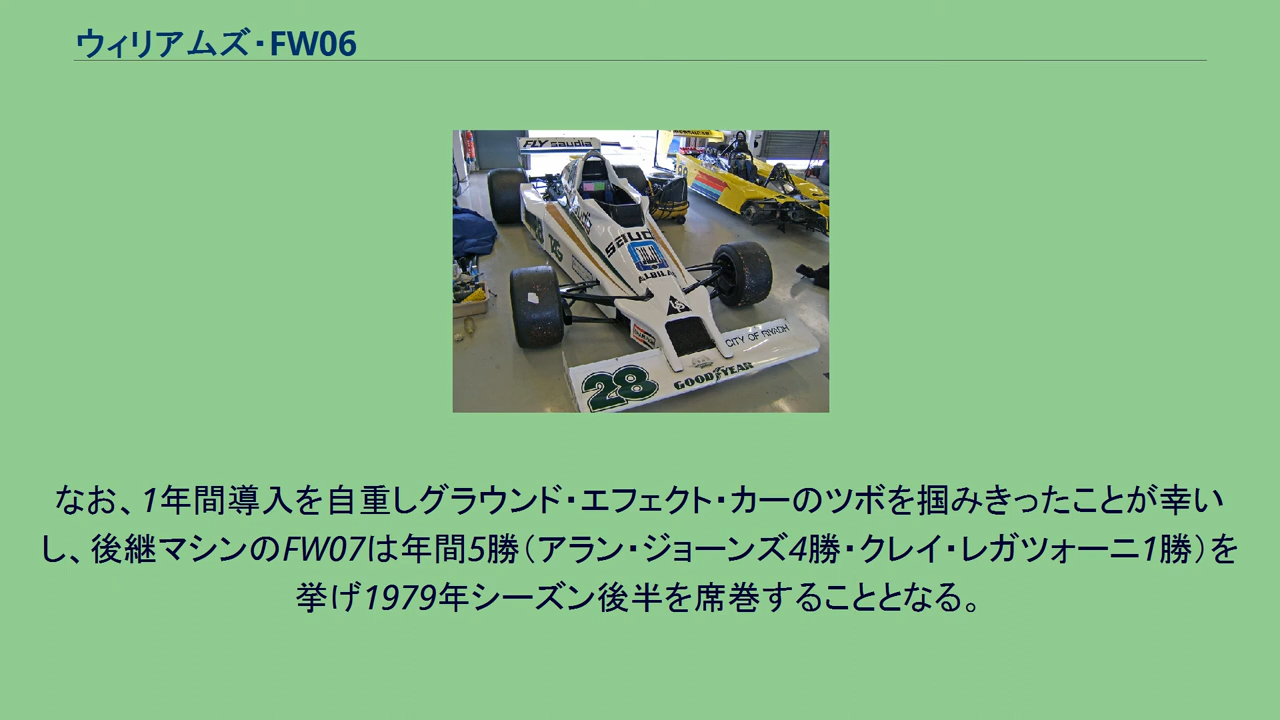 ウィリアムズ・FW06
FLY saudia
saudia
ALBILAD
TAG
CITY OF RIYADH
GOODYEAR
28
なお、1年間導入を自重しグラウンド・エフェクト・カーのツボを掴みきったことが幸い
し、後継マシンのFW07は年間5勝（アラン・ジョーンズ4勝・クレイ・レガツォーニ1勝）を
挙げ1979年シーズン後半を席巻することとなる。